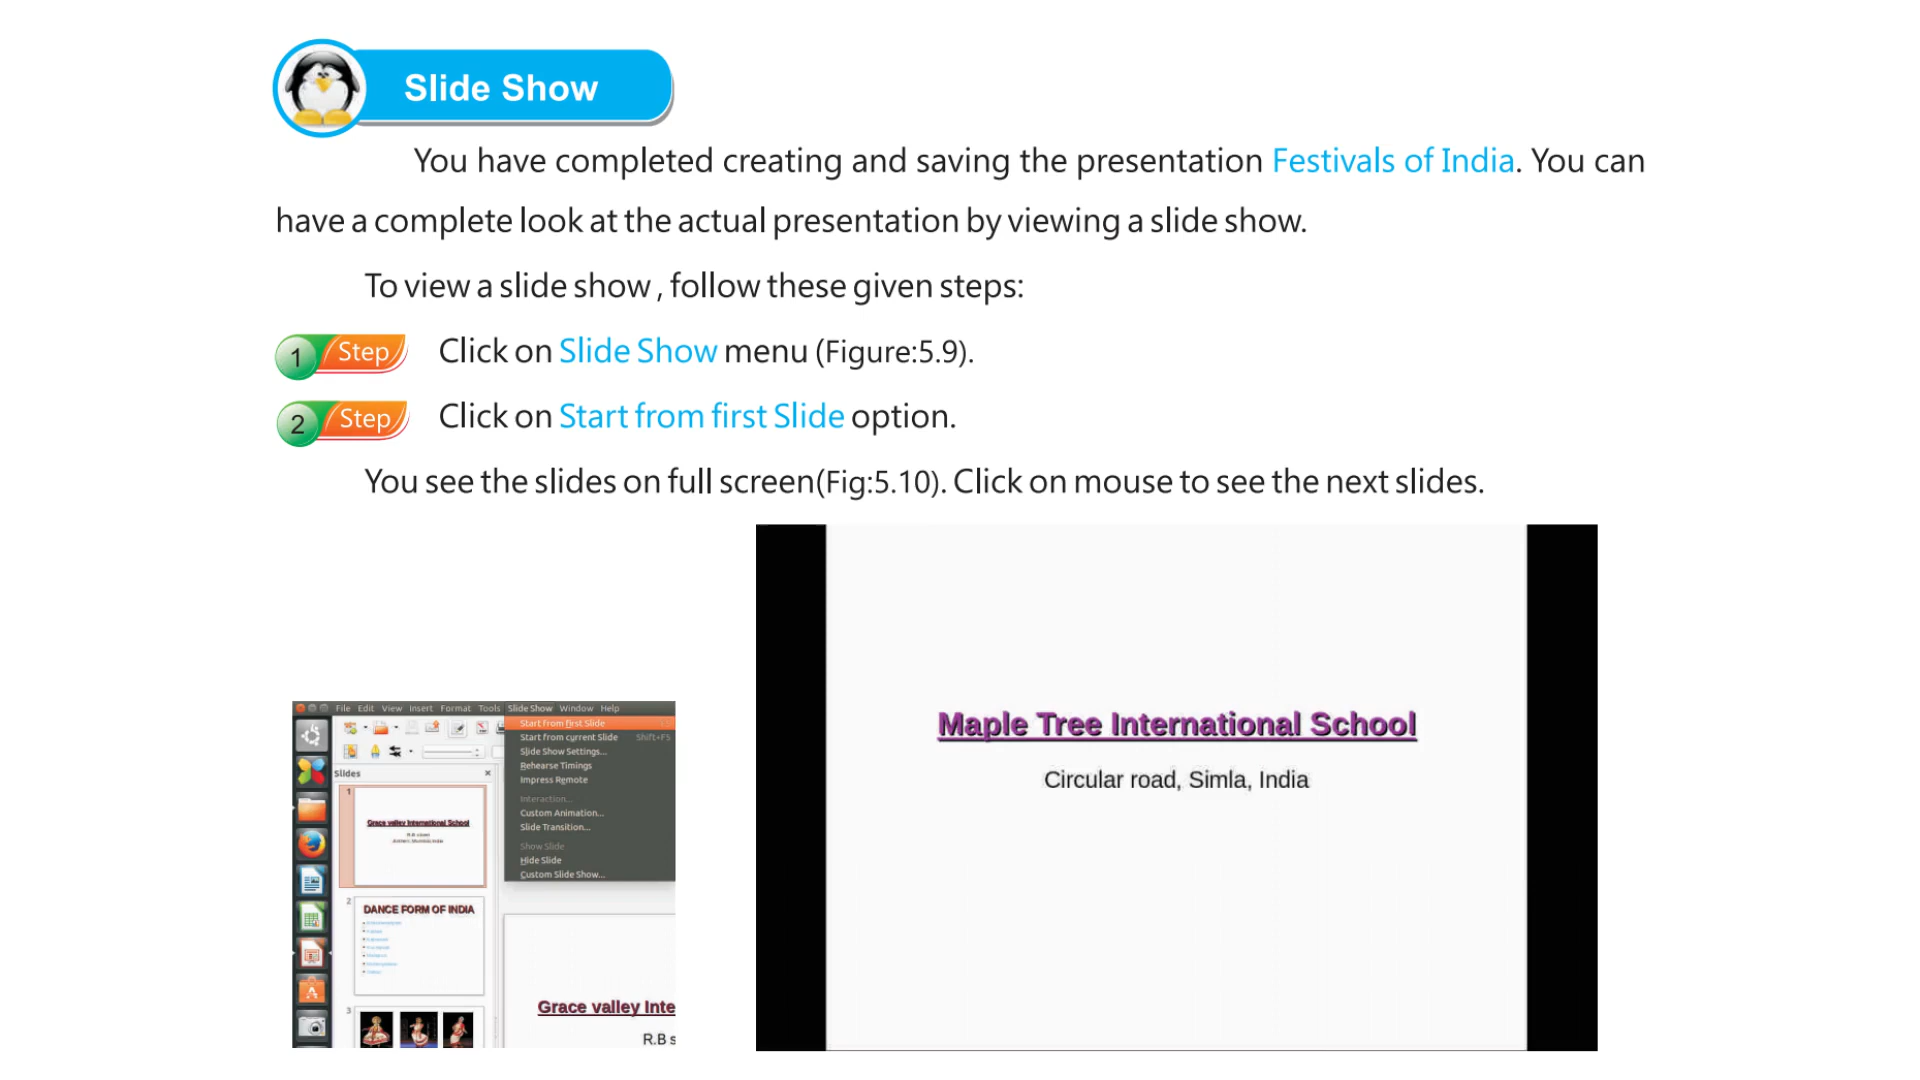 Slide Show
You have completed creating and saving the presentation Festivals of India. You can
have a complete look at the actual presentation by viewing a slide show.
To view a slide show , follow these given steps:
1 Step Click on Slide Show menu (Figure:5.9).
2 Step Click on Start from first Slide option.
You see the slides on full screen(Fig:5.10). Click on mouse to see the next slides.
File Edit View Insert Format Tools Slide Show Window Help
Start from first Slide
Start from current Slide Shift+F5
Slide Show Settings...
Rehearse Timings
Impress Remote
Interaction...
Custom Animation...
Slide Transition...
Show Slide
Hide Slide
Custom Slide Show...
Slides
1
Grace valley International School
2
DANCE FORM OF INDIA
3
Grace valley Inte
R.B s
Maple Tree International School
Circular road, Simla, India